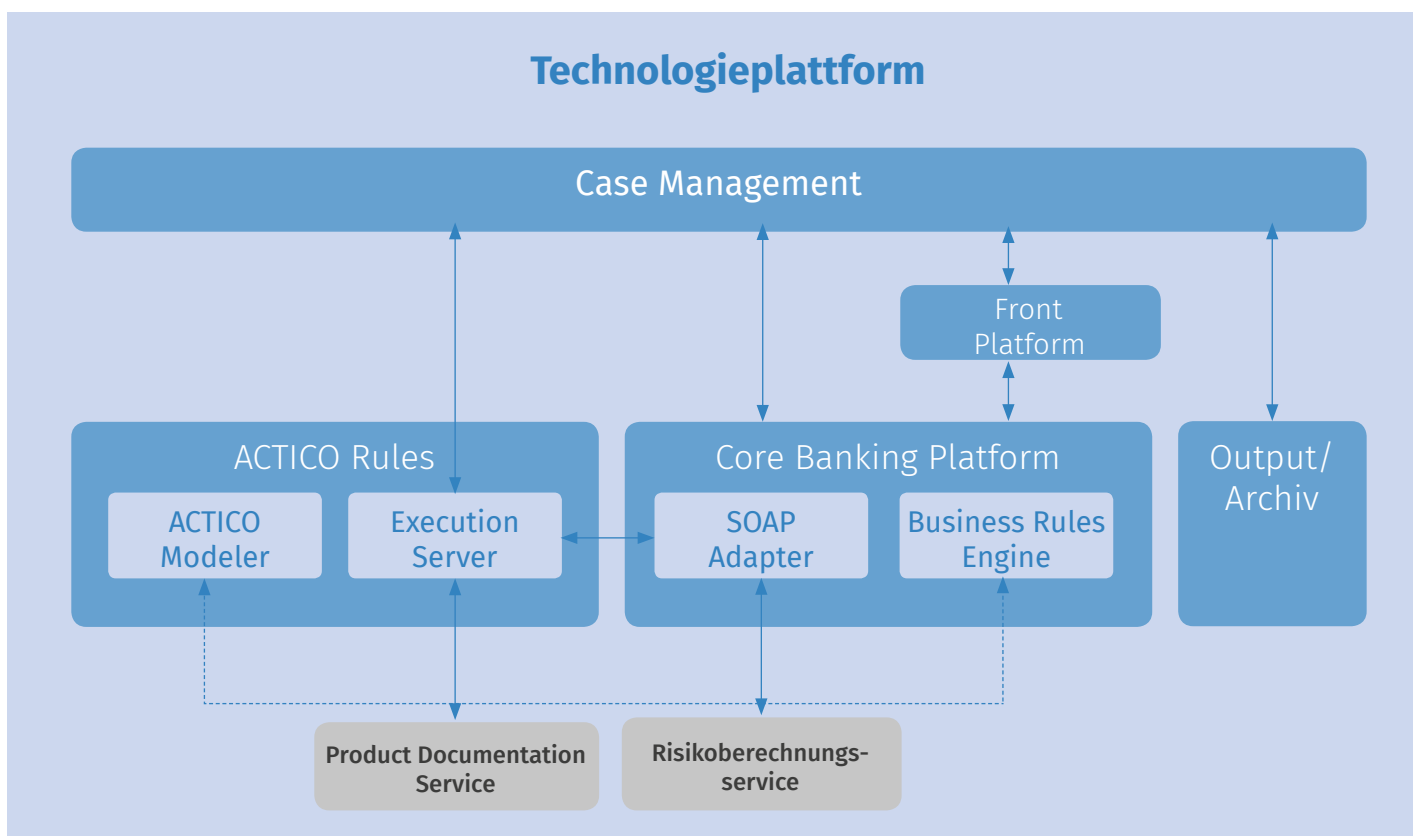 Technologieplattform
Case Management
Front
Platform
ACTICO Rules
ACTICO
Modeler
Execution
Server
Core Banking Platform
SOAP
Adapter
Business Rules
Engine
Output/
Archiv
Product Documentation
Service
Risikoberechnungs-
service